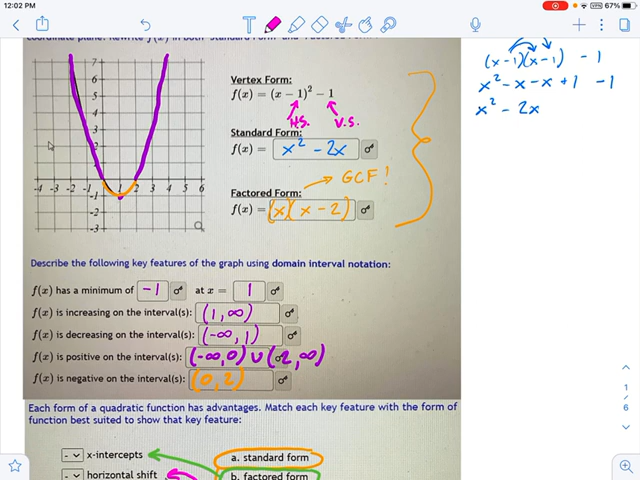 12:02 PM
67%
coordinate plane. Rewrite f(x) in both Standard Form and Factored Form.
(x-1)(x-1) -1
x² - x - x + 1 - 1
x² - 2x
Vertex Form:
f(x) = (x − 1)² − 1
H.S. V.S.
Standard Form:
f(x) = x² - 2x
GCF!
Factored Form:
f(x) = (x)(x-2)
7
6
5
4
3
2
1
-4 -3 -2 -1 1 2 3 4 5 6
-1
-2
-3
Describe the following key features of the graph using domain interval notation:
f(x) has a minimum of -1 at x = 1
f(x) is increasing on the interval(s): (1, ∞)
f(x) is decreasing on the interval(s): (-∞, 1)
f(x) is positive on the interval(s): (-∞, 0) ∪ (2, ∞)
f(x) is negative on the interval(s): (0, 2)
Each form of a quadratic function has advantages. Match each key feature with the form of
function best suited to show that key feature:
- x-intercepts a. standard form
- horizontal shift b. factored form
1
/
6